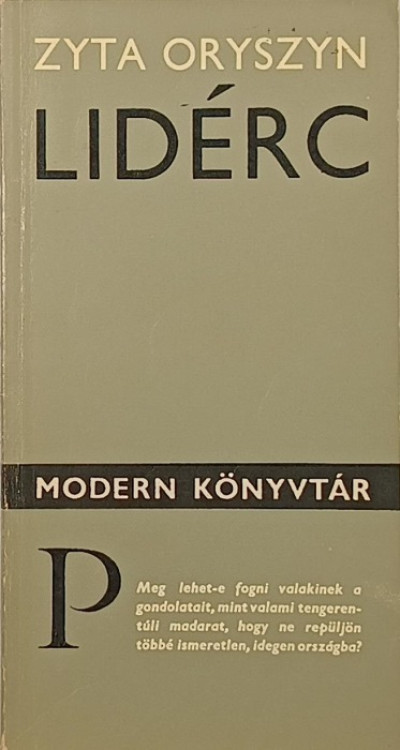 ZYTA ORYSZYN
LIDÉRC
MODERN KÖNYVTÁR
P
Meg lehet-e fogni valakinek a
gondolatait, mint valami tengeren-
túli madarat, hogy ne repüljön
többé ismeretlen, idegen országba?